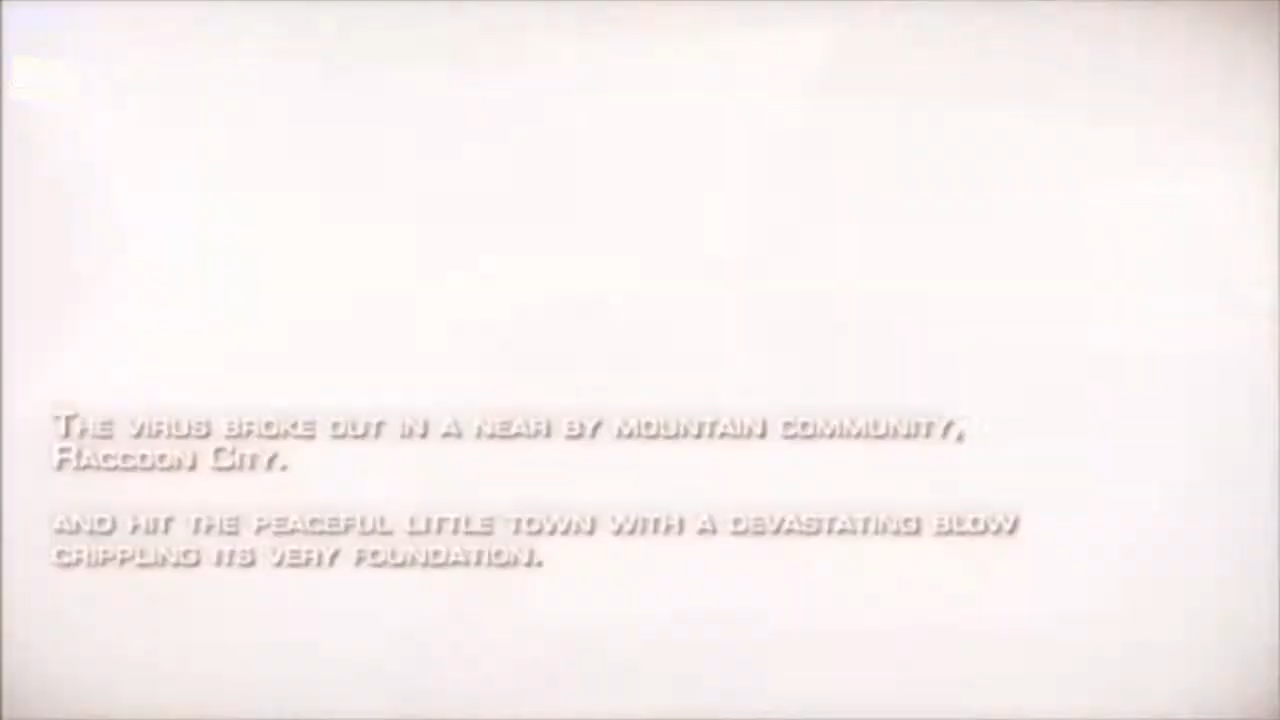 The virus broke out in a near by mountain community,
Raccoon City.
and hit the peaceful little town with a devastating blow
crippling its very foundation.